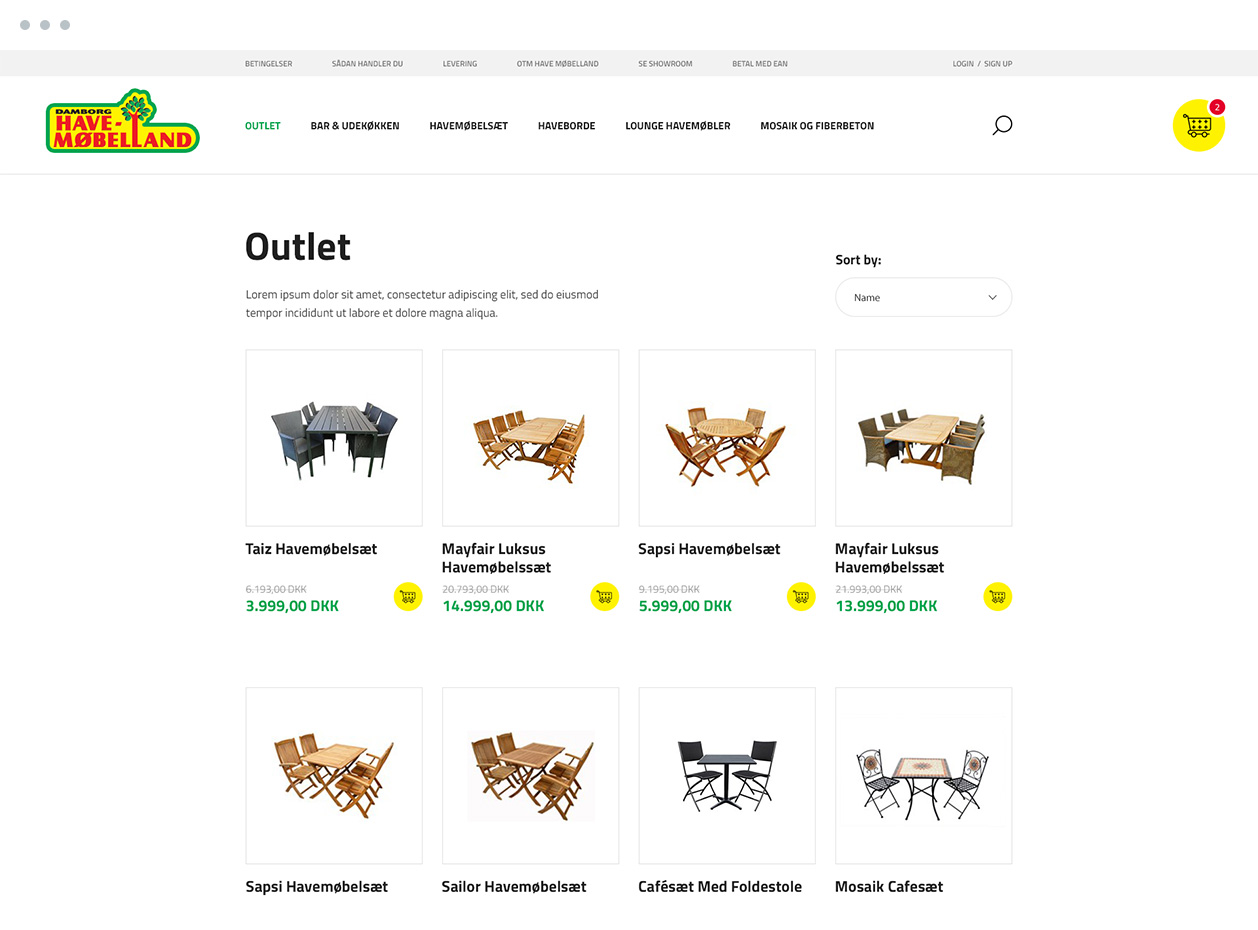 BETINGELSER
SÅDAN HANDLER DU
LEVERING
OTM HAVE MØBELLAND
SE SHOWROOM
BETAL MED EAN
LOGIN / SIGN UP
DAMBORG
HAVE-
MØBELLAND
OUTLET
BAR & UDEKØKKEN
HAVEMØBELSÆT
HAVEBORDE
LOUNGE HAVEMØBLER
MOSAIK OG FIBERBETON
2
Outlet
Lorem ipsum dolor sit amet, consectetur adipiscing elit, sed do eiusmod
tempor incididunt ut labore et dolore magna aliqua.
Sort by:
Name
Taiz Havemøbelsæt
6.193,00 DKK
3.999,00 DKK
Mayfair Luksus
Havemøbelssæt
20.793,00 DKK
14.999,00 DKK
Sapsi Havemøbelsæt
9.195,00 DKK
5.999,00 DKK
Mayfair Luksus
Havemøbelssæt
21.993,00 DKK
13.999,00 DKK
Sapsi Havemøbelsæt
Sailor Havemøbelsæt
Cafésæt Med Foldestole
Mosaik Cafesæt